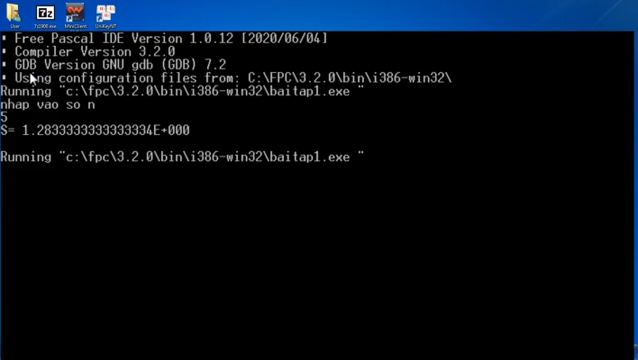 User
7z0300.exe
MiniClient
UniKeyNT
• Free Pascal IDE Version 1.0.12 [2020/06/04]
• Compiler Version 3.2.0
• GDB Version GNU gdb (GDB) 7.2
• Using configuration files from: C:\FPC\3.2.0\bin\i386-win32\
Running "c:\fpc\3.2.0\bin\i386-win32\baitap1.exe "
nhap vao so n
5
S= 1.2833333333333334E+000
Running "c:\fpc\3.2.0\bin\i386-win32\baitap1.exe "